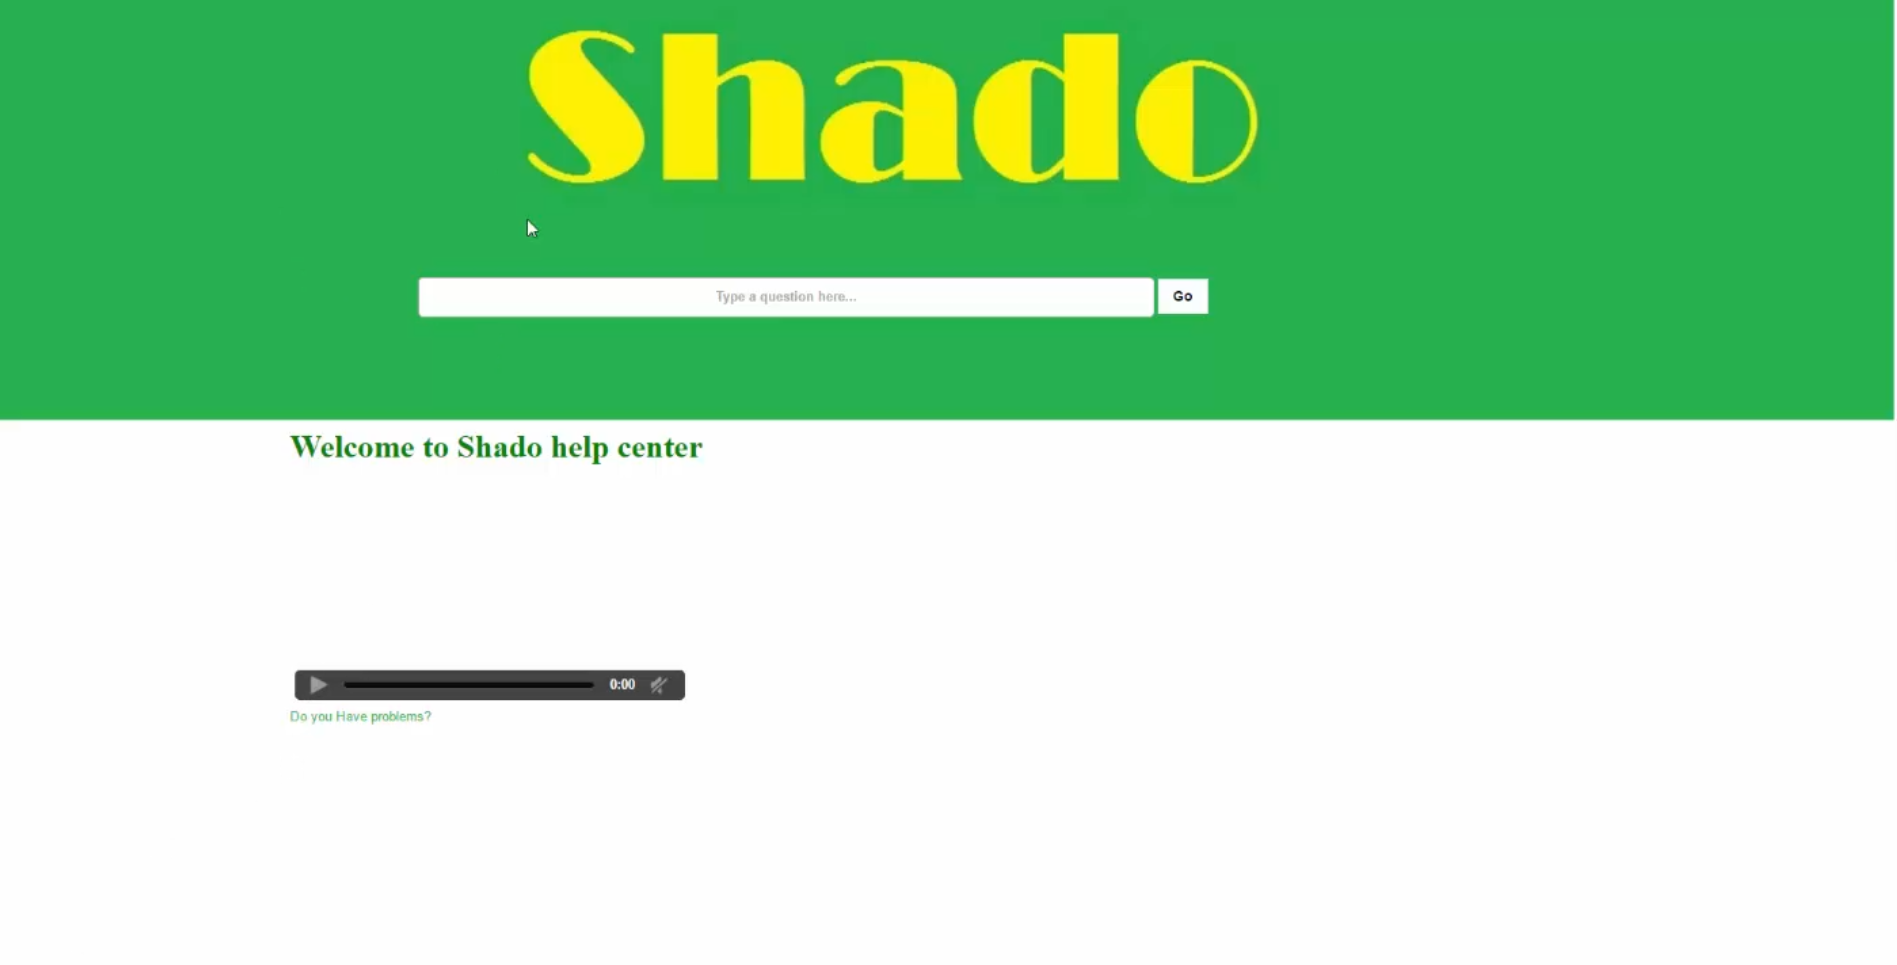 Shado
Type a question here...
Go
Welcome to Shado help center
0:00
Do you Have problems?